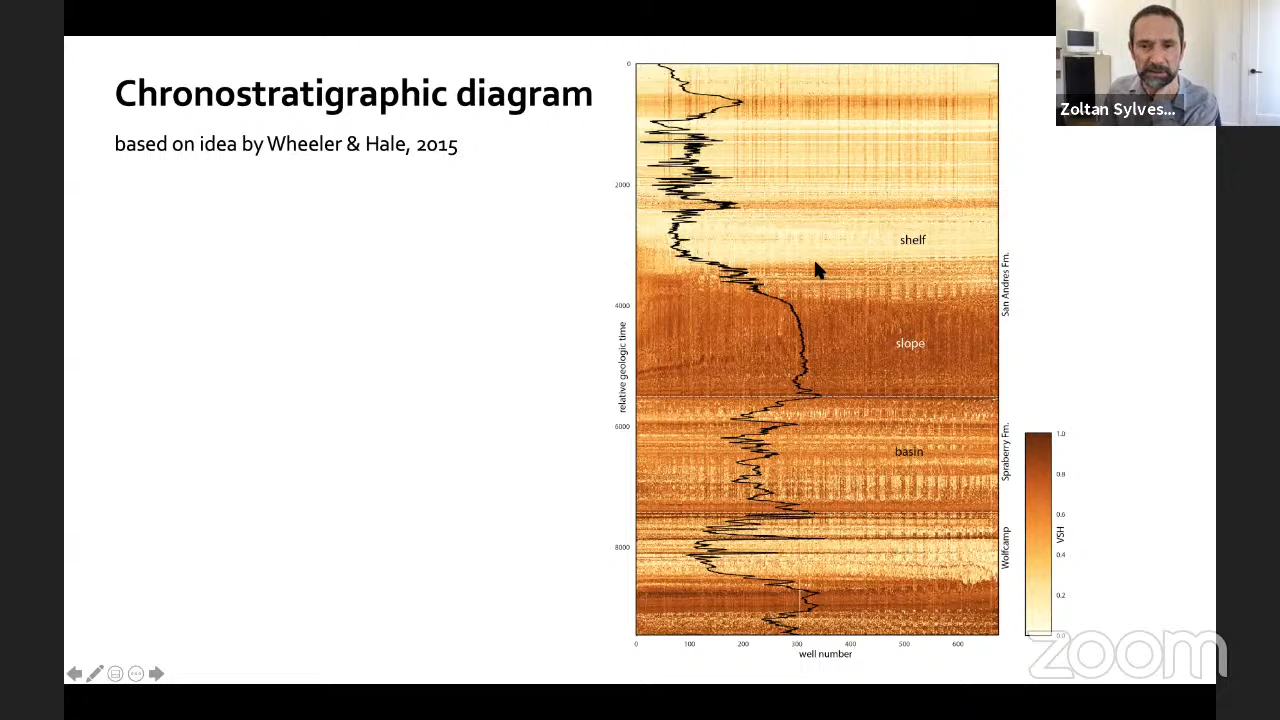 Chronostratigraphic diagram
based on idea by Wheeler & Hale, 2015
Zoltan Sylves...
0
2000
4000
6000
8000
relative geologic time
shelf
slope
basin
San Andres Fm.
Spraberry Fm.
Wolfcamp
0
100
200
300
400
500
600
well number
1.0
0.8
0.6
0.4
0.2
0.0
VSH
zoom